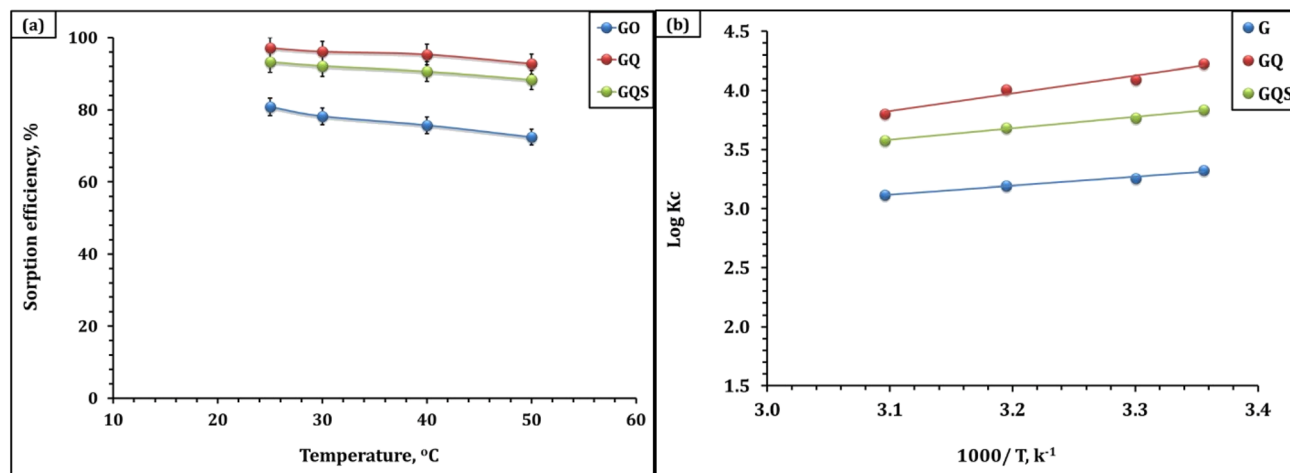 (a)
GO
GQ
GQS
100
80
60
40
20
0
10
20
30
40
50
60
Sorption efficiency, %
Temperature, ᵒC
(b)
G
GQ
GQS
4.5
4.0
3.5
3.0
2.5
2.0
1.5
3.0
3.1
3.2
3.3
3.4
Log Kc
1000/ T, k⁻¹